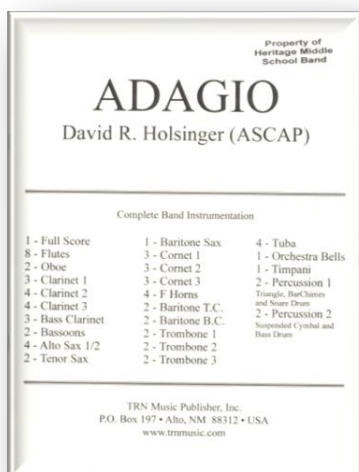 Property of
Heritage Middle
School Band
ADAGIO
David R. Holsinger (ASCAP)
Complete Band Instrumentation
1 - Full Score
8 - Flutes
2 - Oboe
3 - Clarinet 1
4 - Clarinet 2
4 - Clarinet 3
3 - Bass Clarinet
2 - Bassoons
4 - Alto Sax 1/2
2 - Tenor Sax
1 - Baritone Sax
3 - Cornet 1
3 - Cornet 2
3 - Cornet 3
4 - F Horns
2 - Baritone T.C.
2 - Baritone B.C.
2 - Trombone 1
2 - Trombone 2
2 - Trombone 3
4 - Tuba
1 - Orchestra Bells
1 - Timpani
2 - Percussion 1
Triangle, BarChimes
and Snare Drum
2 - Percussion 2
Suspended Cymbal and
Bass Drum
TRN Music Publisher, Inc.
P.O. Box 197 • Alto, NM 88312 • USA
www.trnmusic.com